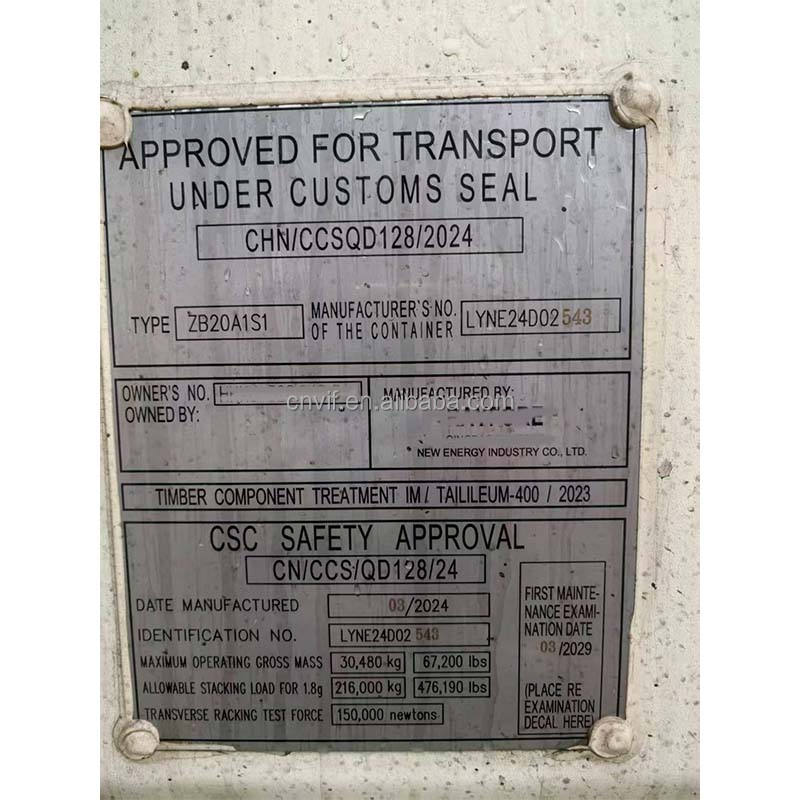 APPROVED FOR TRANSPORT
UNDER CUSTOMS SEAL
CHN/CCSQD128/2024
TYPE ZB20A1S1 MANUFACTURER'S NO. OF THE CONTAINER LYNE24D02543
OWNER'S NO.
OWNED BY:
MANUFACTURED BY:
cnvif.en.alibaba.com
NEW ENERGY INDUSTRY CO., LTD.
TIMBER COMPONENT TREATMENT IM / TAILILEUM-400 / 2023
CSC SAFETY APPROVAL
CN/CCS/QD128/24
DATE MANUFACTURED 03/2024
IDENTIFICATION NO. LYNE24D02 543
MAXIMUM OPERATING GROSS MASS 30,480 kg 67,200 lbs
ALLOWABLE STACKING LOAD FOR 1.8g 216,000 kg 476,190 lbs
TRANSVERSE RACKING TEST FORCE 150,000 newtons
FIRST MAINTE-
NANCE EXAMI-
NATION DATE
03/2029
(PLACE RE
EXAMINATION
DECAL HERE)